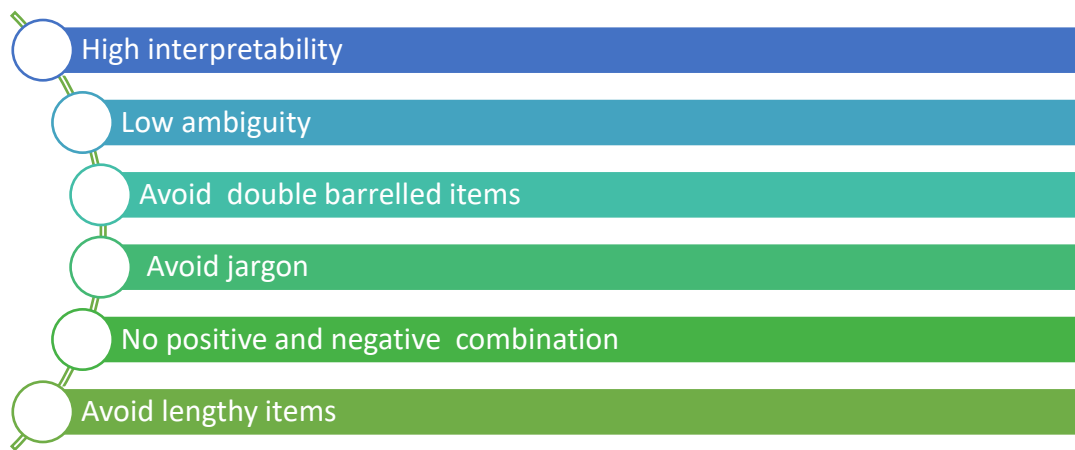 High interpretability
Low ambiguity
Avoid  double barrelled items
Avoid jargon
No positive and negative  combination
Avoid lengthy items